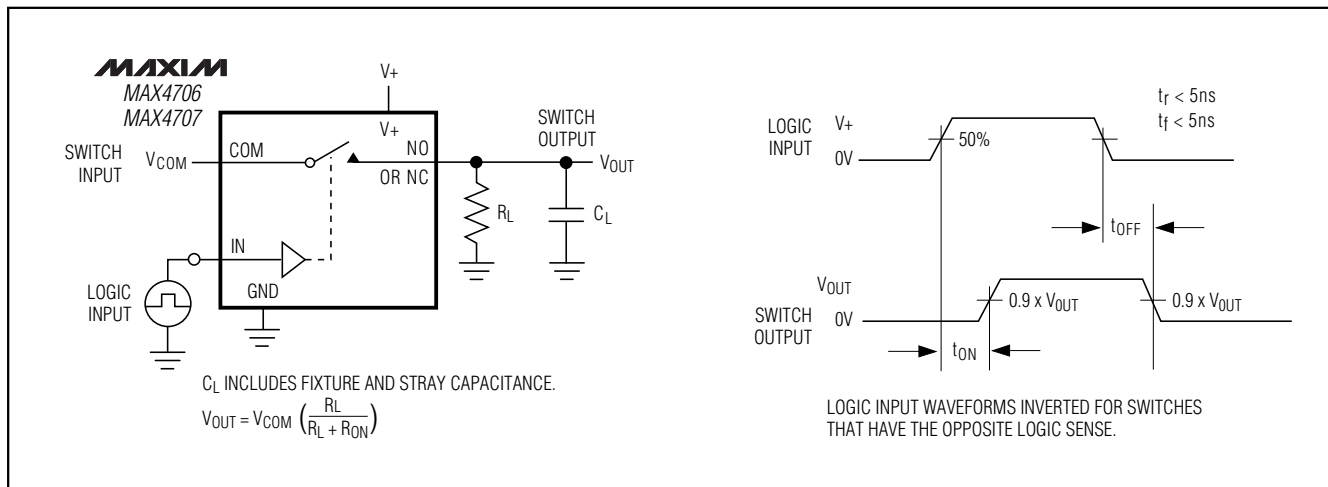 MAXIM
MAX4706
MAX4707
V+
V+
SWITCH
INPUT
VCOM
COM
NO
OR NC
SWITCH
OUTPUT
VOUT
RL
CL
IN
GND
LOGIC
INPUT
CL INCLUDES FIXTURE AND STRAY CAPACITANCE.
VOUT = VCOM (RL / RL + RON)
tr < 5ns
tf < 5ns
LOGIC
INPUT
V+
0V
50%
tOFF
VOUT
0V
SWITCH
OUTPUT
0.9 x VOUT
0.9 x VOUT
tON
LOGIC INPUT WAVEFORMS INVERTED FOR SWITCHES
THAT HAVE THE OPPOSITE LOGIC SENSE.